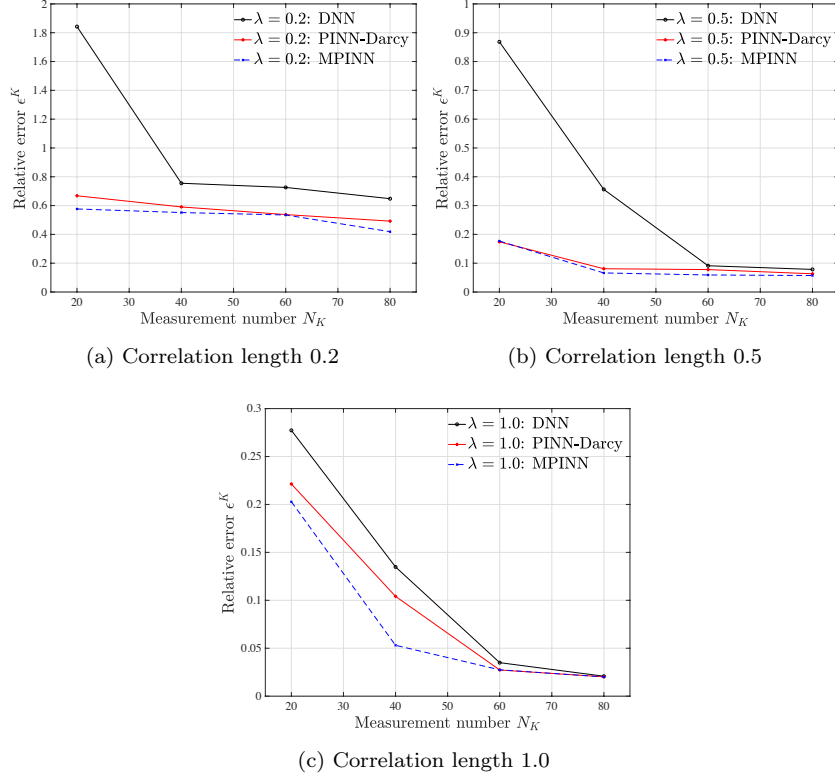 2
1.8
1.6
1.4
1.2
1
0.8
0.6
0.4
0.2
0
Relative error ϵ^K
λ = 0.2: DNN
λ = 0.2: PINN-Darcy
λ = 0.2: MPINN
20 30 40 50 60 70 80
Measurement number N_K
(a) Correlation length 0.2
1
0.9
0.8
0.7
0.6
0.5
0.4
0.3
0.2
0.1
0
Relative error ϵ^K
λ = 0.5: DNN
λ = 0.5: PINN-Darcy
λ = 0.5: MPINN
20 30 40 50 60 70 80
Measurement number N_K
(b) Correlation length 0.5
0.3
0.25
0.2
0.15
0.1
0.05
0
Relative error ϵ^K
λ = 1.0: DNN
λ = 1.0: PINN-Darcy
λ = 1.0: MPINN
20 30 40 50 60 70 80
Measurement number N_K
(c) Correlation length 1.0